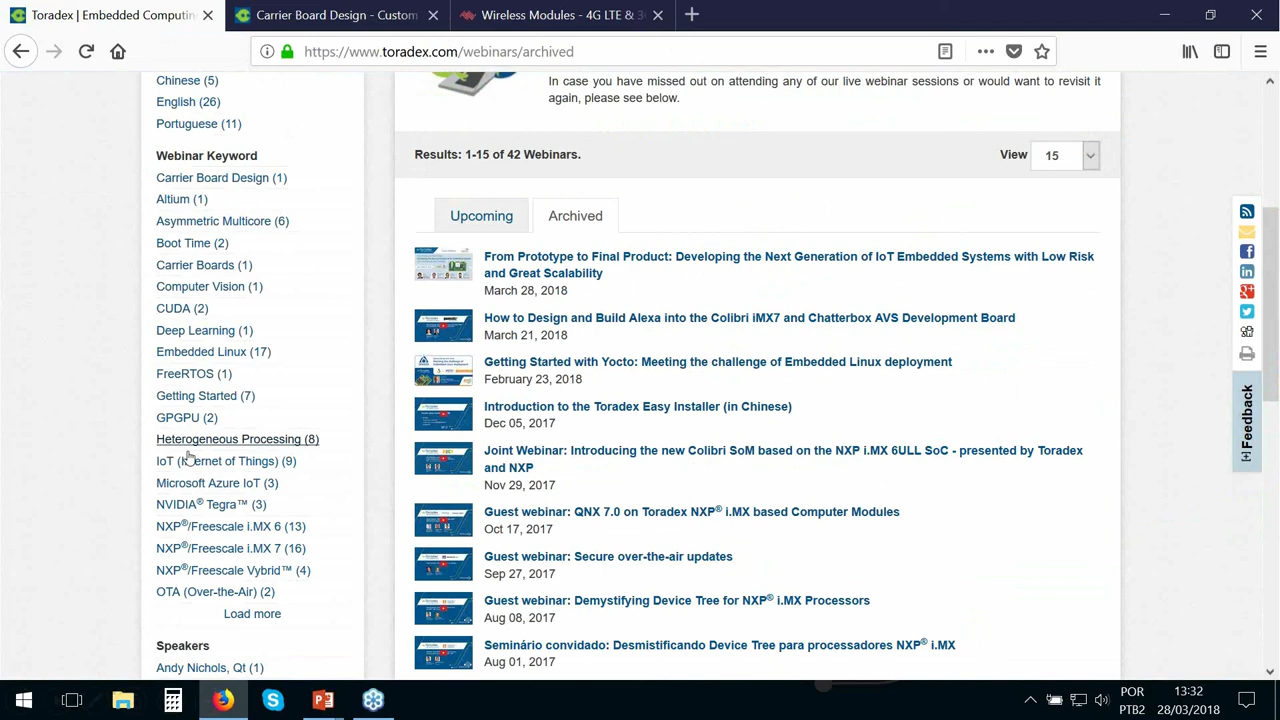 Toradex | Embedded Computin
Carrier Board Design - Custom
Wireless Modules - 4G LTE & 3
https://www.toradex.com/webinars/archived
Chinese (5)
English (26)
Portuguese (11)
Webinar Keyword
Carrier Board Design (1)
Altium (1)
Asymmetric Multicore (6)
Boot Time (2)
Carrier Boards (1)
Computer Vision (1)
CUDA (2)
Deep Learning (1)
Embedded Linux (17)
FreeRTOS (1)
Getting Started (7)
GPGPU (2)
Heterogeneous Processing (8)
IoT (Internet of Things) (9)
Microsoft Azure IoT (3)
NVIDIA® Tegra™ (3)
NXP®/Freescale i.MX 6 (13)
NXP®/Freescale i.MX 7 (16)
NXP®/Freescale Vybrid™ (4)
OTA (Over-the-Air) (2)
Load more
Speakers
Andy Nichols, Qt (1)
In case you have missed out on attending any of our live webinar sessions or would want to revisit it
again, please see below.
Results: 1-15 of 42 Webinars.
View
15
Upcoming
Archived
From Prototype to Final Product: Developing the Next Generation of IoT Embedded Systems with Low Risk
and Great Scalability
March 28, 2018
How to Design and Build Alexa into the Colibri iMX7 and Chatterbox AVS Development Board
March 21, 2018
Getting Started with Yocto: Meeting the challenge of Embedded Linux deployment
February 23, 2018
Introduction to the Toradex Easy Installer (in Chinese)
Dec 05, 2017
Joint Webinar: Introducing the new Colibri SoM based on the NXP i.MX 6ULL SoC - presented by Toradex
and NXP
Nov 29, 2017
Guest webinar: QNX 7.0 on Toradex NXP® i.MX based Computer Modules
Oct 17, 2017
Guest webinar: Secure over-the-air updates
Sep 27, 2017
Guest webinar: Demystifying Device Tree for NXP® i.MX Processors
Aug 08, 2017
Seminário convidado: Desmistificando Device Tree para processadores NXP® i.MX
Aug 01, 2017
[+] Feedback
POR
PTB2
13:32
28/03/2018